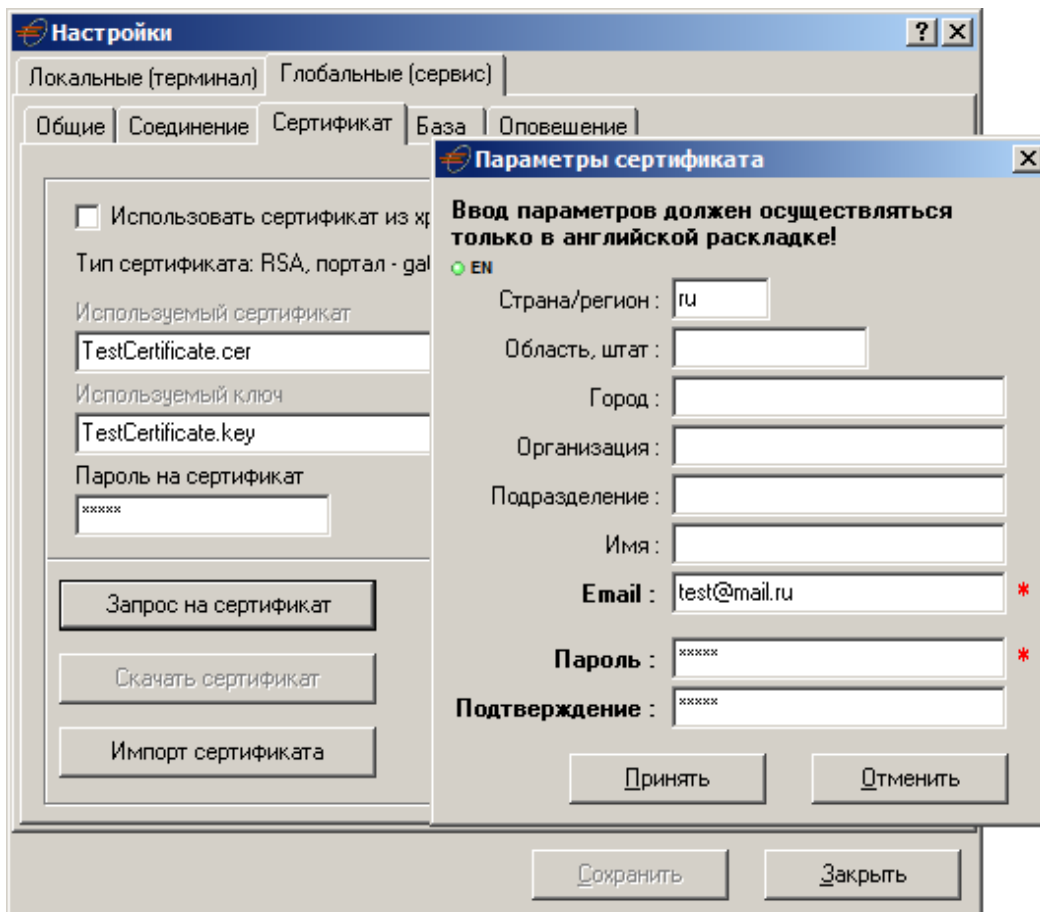 Настройки
Локальные (терминал) Глобальные (сервис)
Общие Соединение Сертификат База Оповешение
Использовать сертификат из
Тип сертификата: RSA, портал -
Используемый сертификат
TestCertificate.cer
Используемый ключ
TestCertificate.key
Пароль на сертификат
*****
Запрос на сертификат
Скачать сертификат
Импорт сертификата
Сохранить Закрыть
Параметры сертификата
Ввод параметров должен осуществляться
только в английской раскладке!
EN
Страна/регион : ru
Область, штат :
Город :
Организация :
Подразделение :
Имя :
Email : test@mail.ru *
Пароль : ***** *
Подтверждение : *****
Принять Отменить